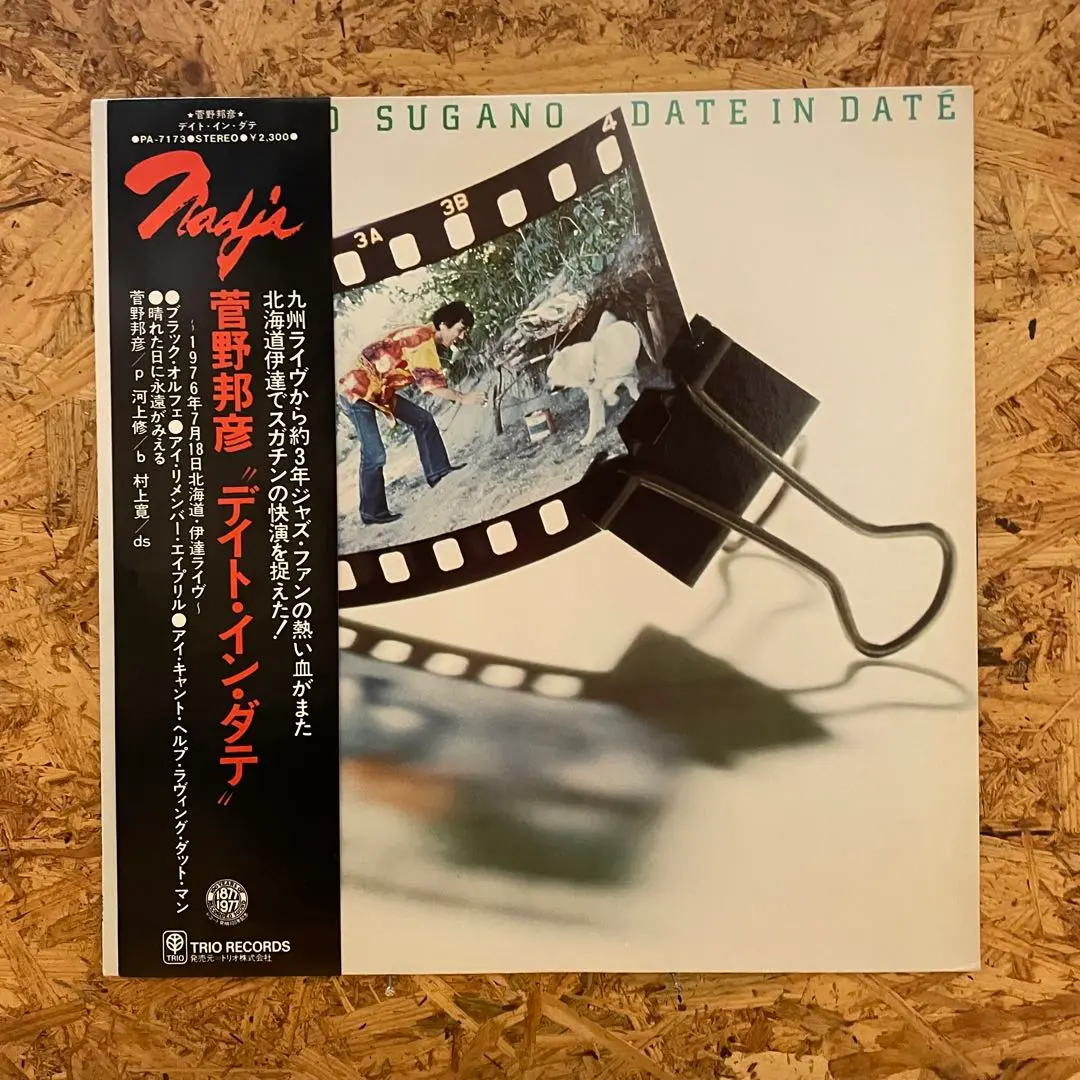 ★菅野邦彦★
デイト・イン・ダテ
●PA-7173●STEREO●¥2,300●
SUGANO DATE IN DATÉ
Nadja
九州ライヴから約3年ジャズ・ファンの熱い血がまた
北海道伊達でスガチンの快演を捉えた!
菅野邦彦〝デイト・イン・ダテ〟
~1976年7月18日北海道・伊達ライヴ~
●ブラック・オルフェ●アイ・リメンバー・エイプリル●アイ・キャント・ヘルプ・ラヴィング・ダット・マン
●晴れた日に永遠がみえる
菅野邦彦/p 河上修/b 村上寛/ds
3A
3B
4
1877
1977
TRIO
TRIO RECORDS
発売元=トリオ株式会社